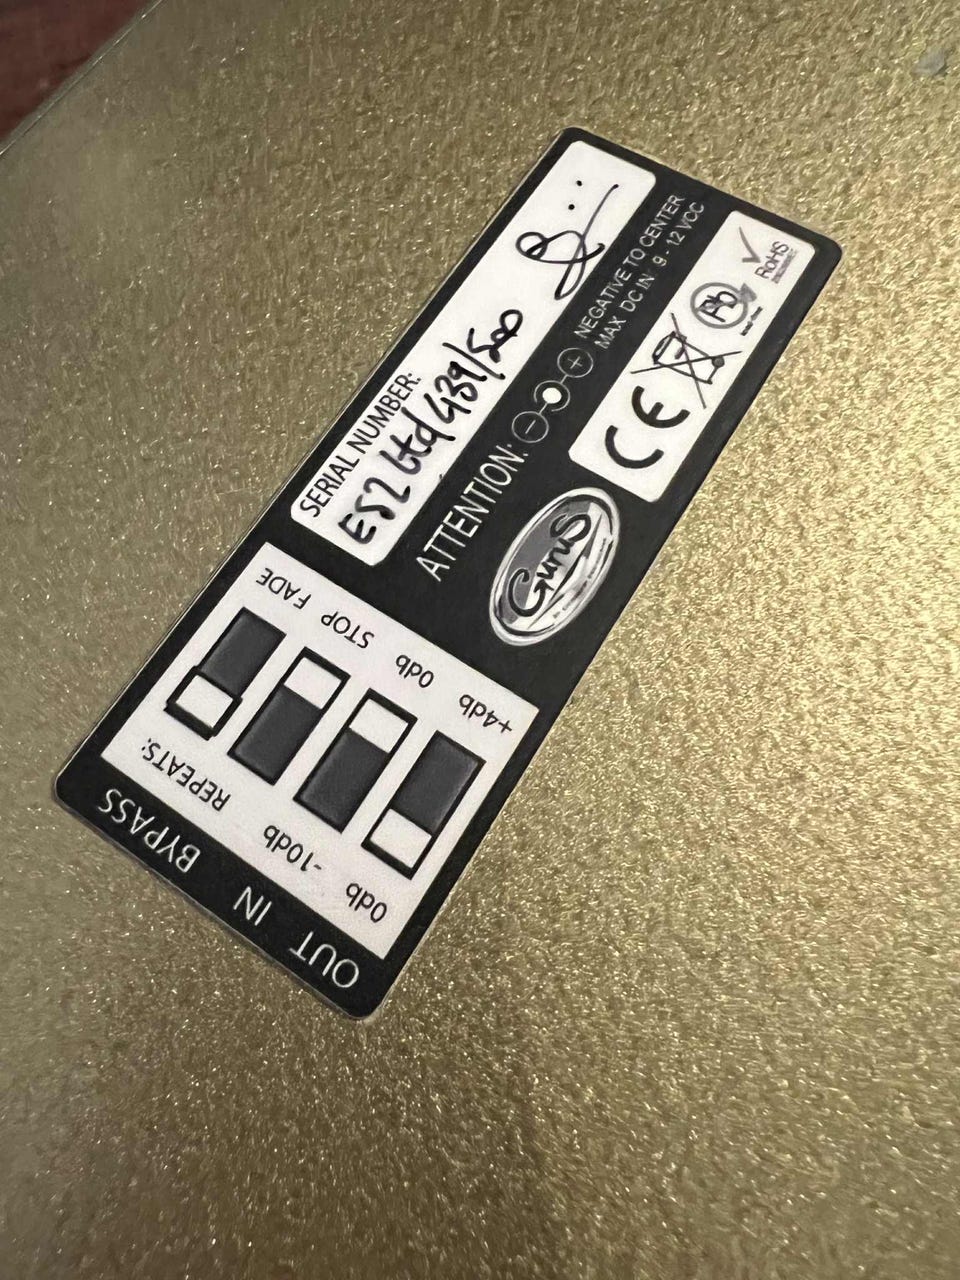 SERIAL NUMBER:
ES2 Ltd 439/500
ATTENTION:
NEGATIVE TO CENTER
MAX DC IN 9 - 12 VCC
CE
Pb
RoHS
GuruS
FADE
STOP
0db
+4db
REPEATS:
-10db
0db
BYPASS
IN
OUT